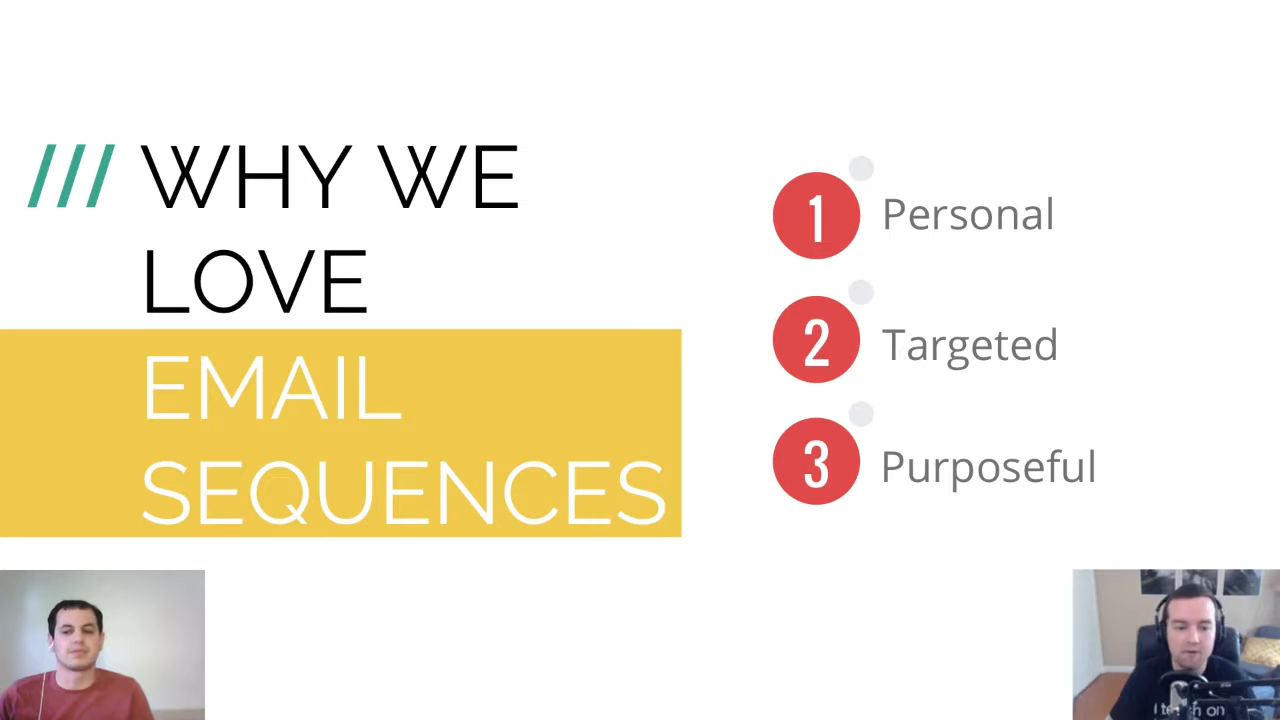 /// WHY WE
LOVE
EMAIL
SEQUENCES
1 Personal
2 Targeted
3 Purposeful